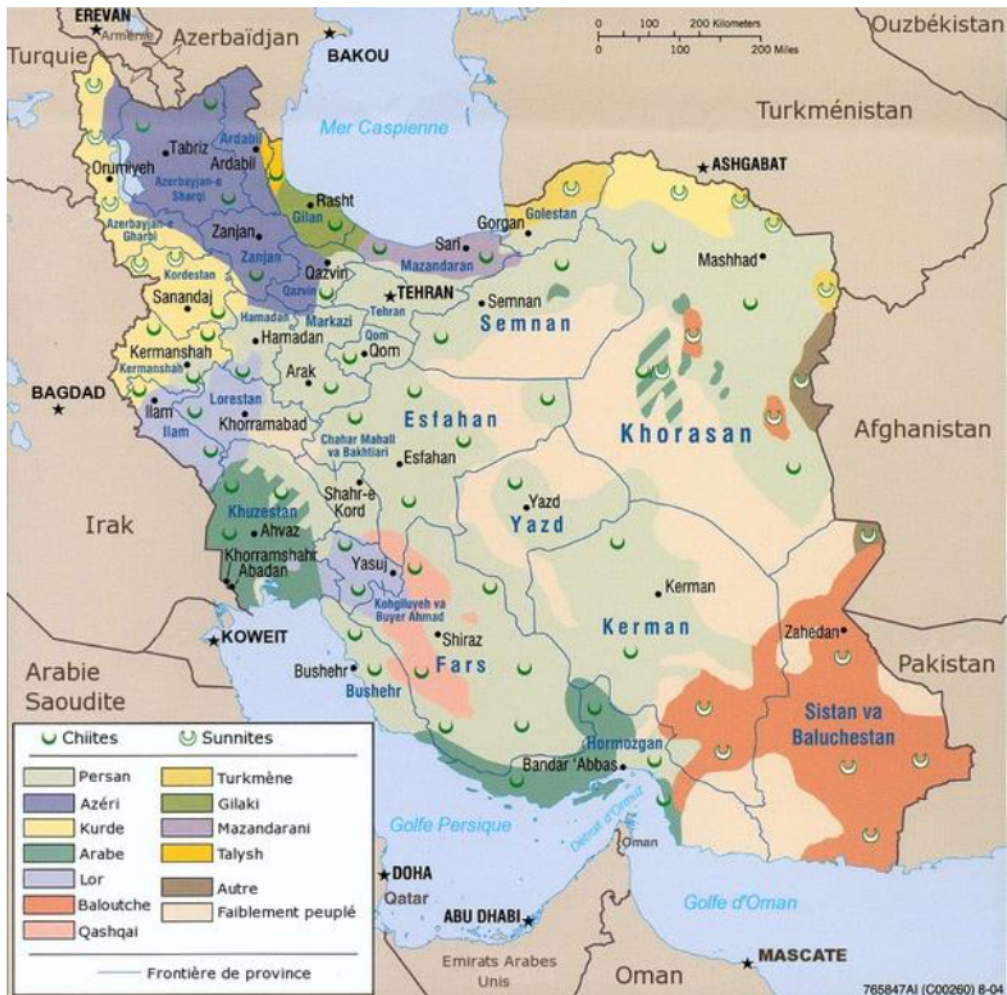 EREVAN
Arménie
Azerbaïdjan
Turquie
BAKOU
0 100 200 Kilometers
0 100 200 Miles
Ouzbékistan
Turkménistan
Mer Caspienne
ASHGABAT
Tabriz
Ardabil
Ardabil
Orumiyeh
Azerbayjan-e
Sharqi
Rasht
Gilan
Golestan
Gorgan
Azerbayjan-e
Gharbi
Zanjan
Zanjan
Sari
Mazandaran
Mashhad
Kordestan
Qazvin
Qazvin
TEHRAN
Tehran
Sanandaj
Semnan
Semnan
Hamadan
Markazi
Hamadan
Qom
Qom
Kermanshah
Kermanshah
Arak
BAGDAD
Ilam
Ilam
Lorestan
Khorramabad
Esfahan
Khorasan
Afghanistan
Chahar Mahall
va Bakhtiari
Esfahan
Shahr-e
Kord
Yazd
Yazd
Irak
Khuzestan
Ahvaz
Khorramshahr
Abadan
Yasuj
Kohgiluyeh va
Buyer Ahmad
Kerman
Kerman
Zahedan
KOWEIT
Shiraz
Fars
Pakistan
Arabie
Saoudite
Bushehr
Bushehr
Sistan va
Baluchestan
Hormozgan
Bandar 'Abbas
Chiites
Sunnites
Persan
Azéri
Kurde
Arabe
Lor
Baloutche
Qashqai
Turkmène
Gilaki
Mazandarani
Talysh
Autre
Faiblement peuplé
Frontière de province
Golfe Persique
Détroit d'Ormuz
Oman
DOHA
Qatar
ABU DHABI
Golfe d'Oman
Emirats Arabes
Unis
Oman
MASCATE
765847AI (C00260) 8-04